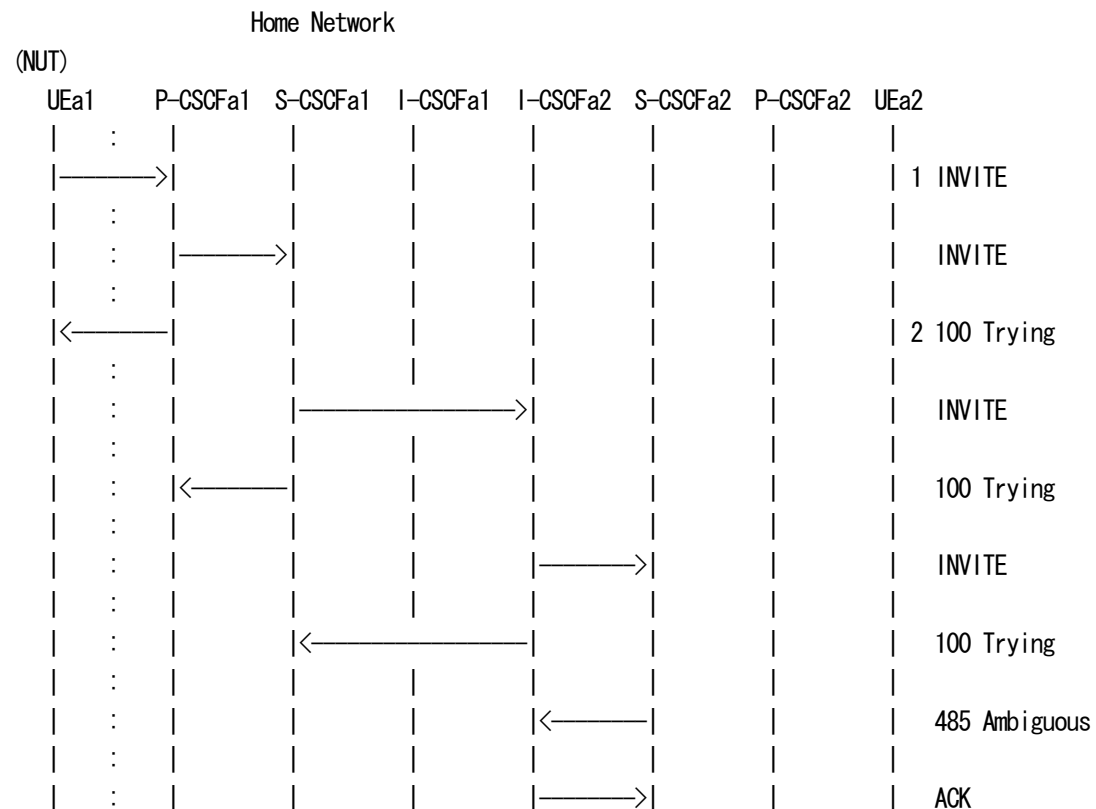 Home Network
(NUT)
UEa1 P-CSCFa1 S-CSCFa1 I-CSCFa1 I-CSCFa2 S-CSCFa2 P-CSCFa2 UEa2
1 INVITE
INVITE
2 100 Trying
INVITE
100 Trying
INVITE
100 Trying
485 Ambiguous
ACK